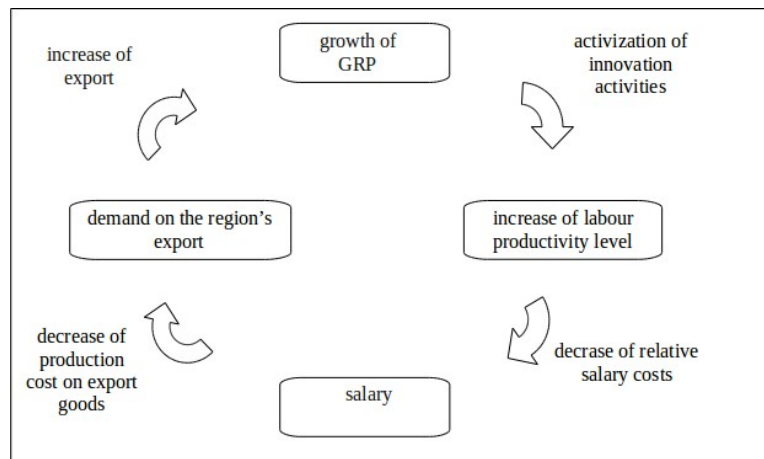 growth of
GRP
activization of
innovation
activities
increase of labour
productivity level
decrase of relative
salary costs
salary
decrease of
production
cost on export
goods
demand on the region's
export
increase of
export